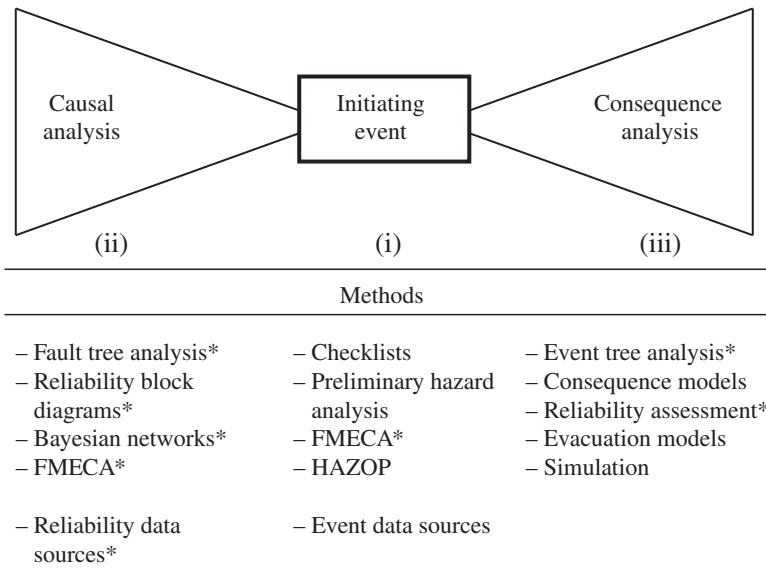 Causal
analysis
Initiating
event
Consequence
analysis
(ii)
(i)
(iii)
Methods
– Fault tree analysis*
– Reliability block
diagrams*
– Bayesian networks*
– FMECA*
– Reliability data
sources*
– Checklists
– Preliminary hazard
analysis
– FMECA*
– HAZOP
– Event data sources
– Event tree analysis*
– Consequence models
– Reliability assessment*
– Evacuation models
– Simulation